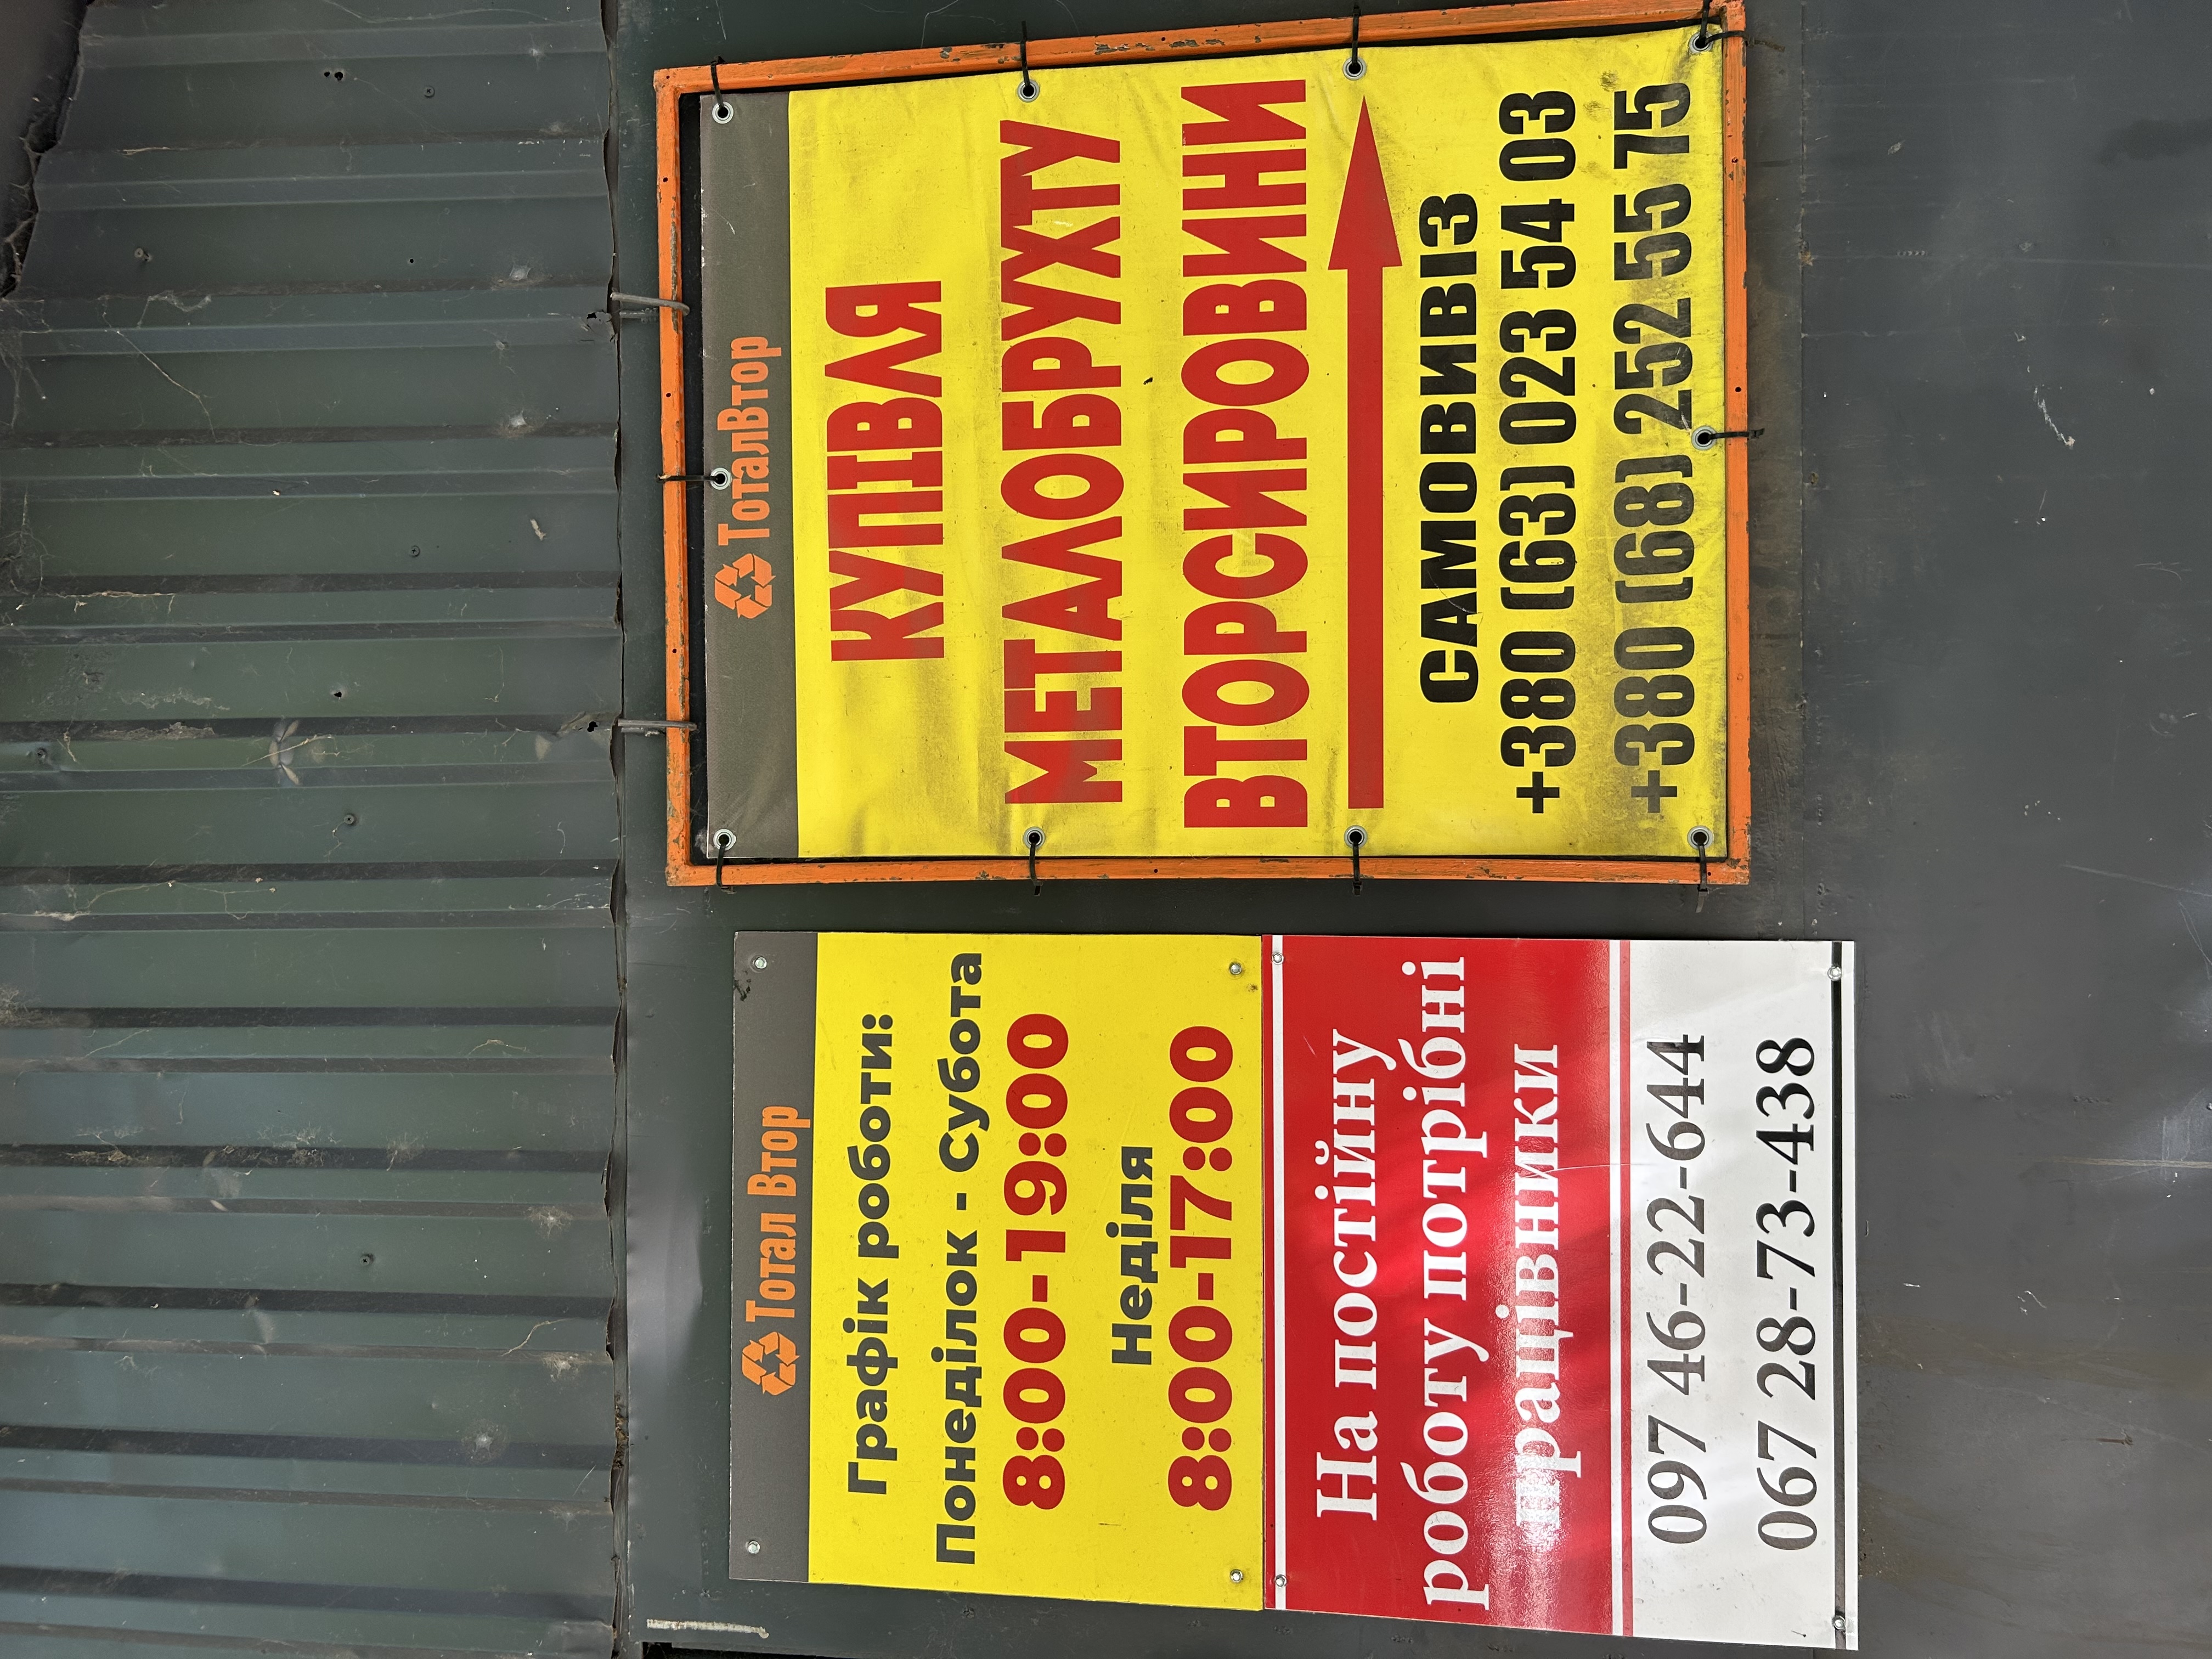 Тотал Втор
Графік роботи:
Понеділок - Субота
8:00-19:00
Неділя
8:00-17:00
На постійну
роботу потрібні
працівники
097 46-22-644
067 28-73-438
ТоталВтор
КУПІВЛЯ
МЕТАЛОБРУХТУ
ВТОРСИРОВИНИ
САМОВИВІЗ
+380 (63) 023 54 03
+380 (68) 252 55 75